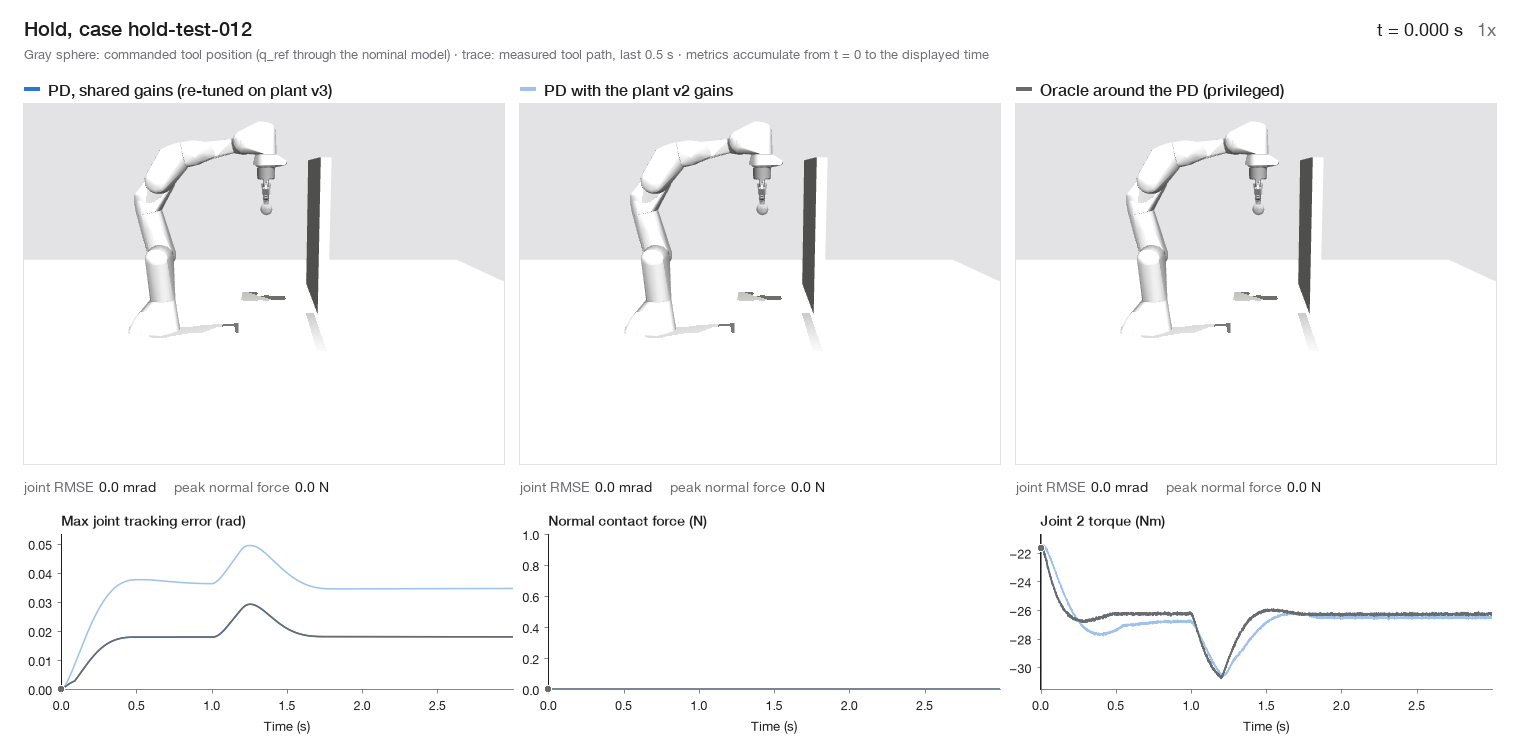 Hold, case hold-test-012
t = 0.000 s 1x
Gray sphere: commanded tool position (q_ref through the nominal model) · trace: measured tool path, last 0.5 s · metrics accumulate from t = 0 to the displayed time
PD, shared gains (re-tuned on plant v3)
PD with the plant v2 gains
Oracle around the PD (privileged)
joint RMSE 0.0 mrad peak normal force 0.0 N
joint RMSE 0.0 mrad peak normal force 0.0 N
joint RMSE 0.0 mrad peak normal force 0.0 N
Max joint tracking error (rad)
0.05
0.04
0.03
0.02
0.01
0.00
0.0 0.5 1.0 1.5 2.0 2.5
Time (s)
Normal contact force (N)
1.0
0.8
0.6
0.4
0.2
0.0
0.0 0.5 1.0 1.5 2.0 2.5
Time (s)
Joint 2 torque (Nm)
−22
−24
−26
−28
−30
0.0 0.5 1.0 1.5 2.0 2.5
Time (s)